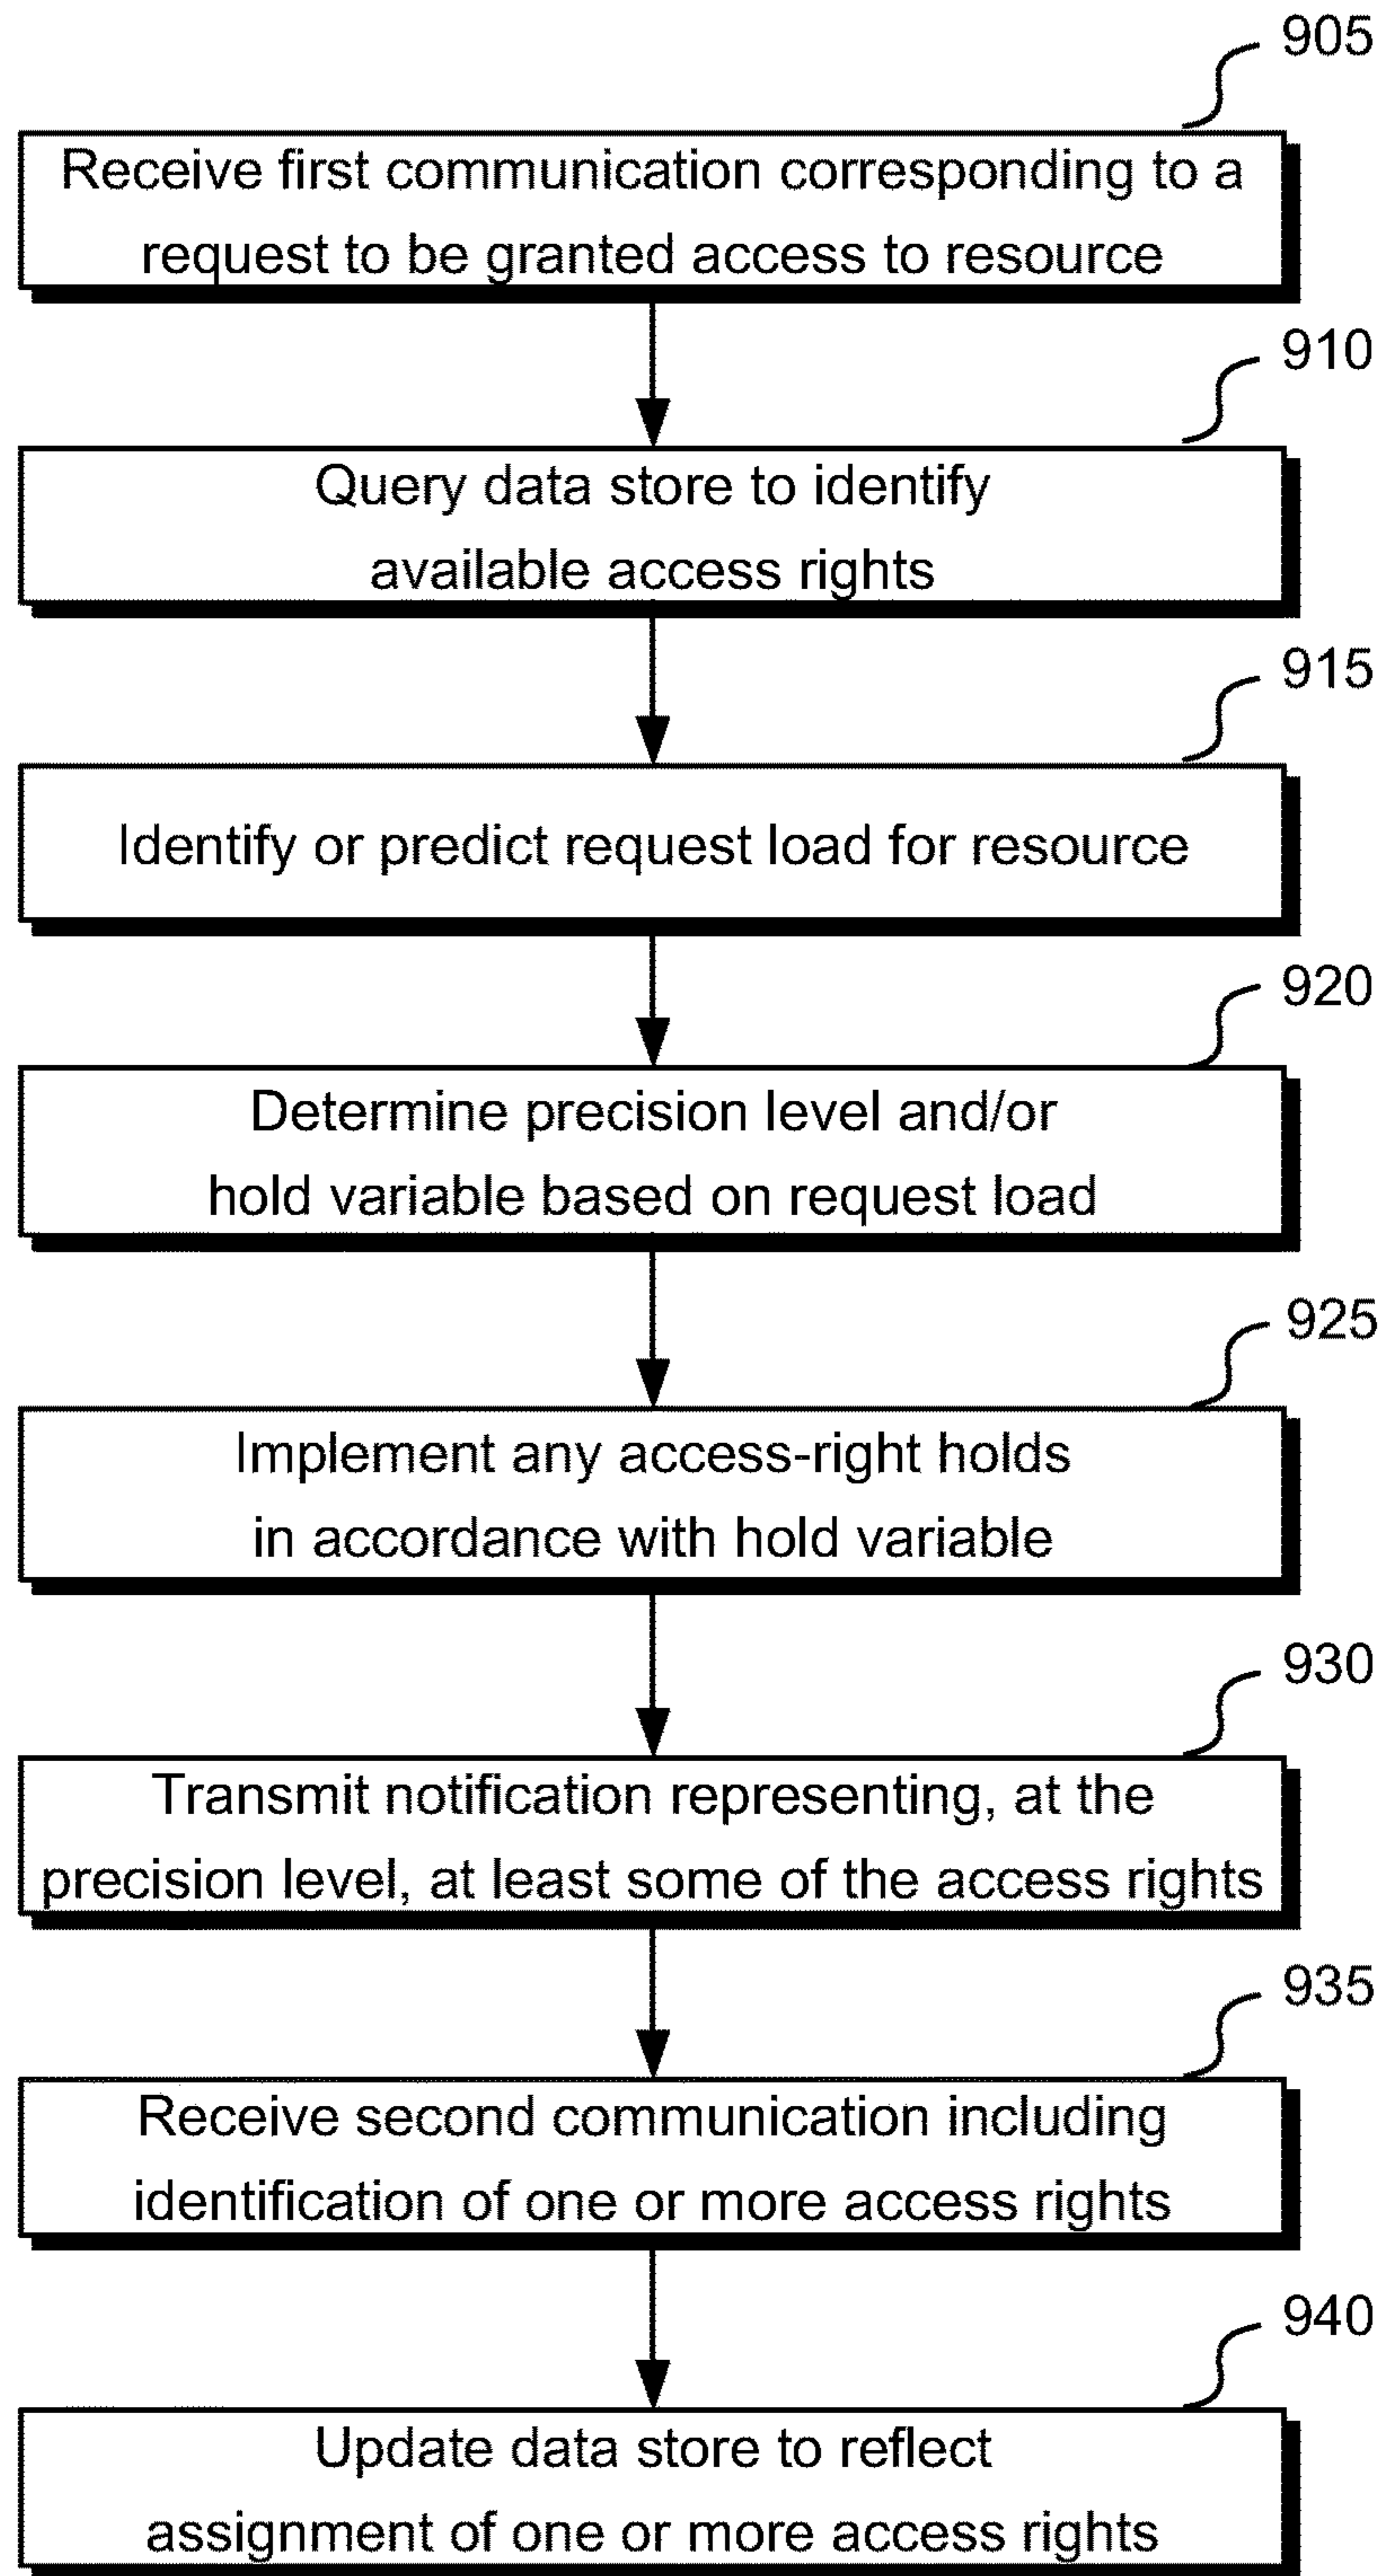 905
Receive first communication corresponding to a
request to be granted access to resource
910
Query data store to identify
available access rights
915
Identify or predict request load for resource
920
Determine precision level and/or
hold variable based on request load
925
Implement any access-right holds
in accordance with hold variable
930
Transmit notification representing, at the
precision level, at least some of the access rights
935
Receive second communication including
identification of one or more access rights
940
Update data store to reflect
assignment of one or more access rights